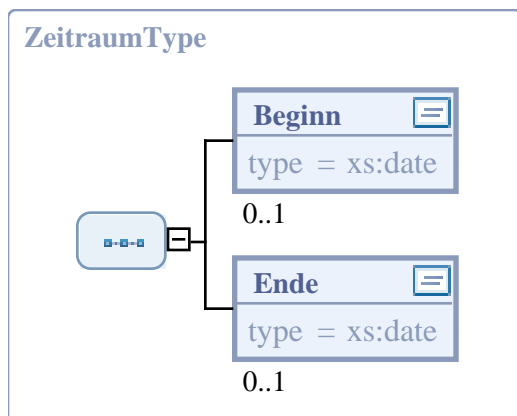 ZeitraumType
Beginn
type = xs:date
0..1
Ende
type = xs:date
0..1